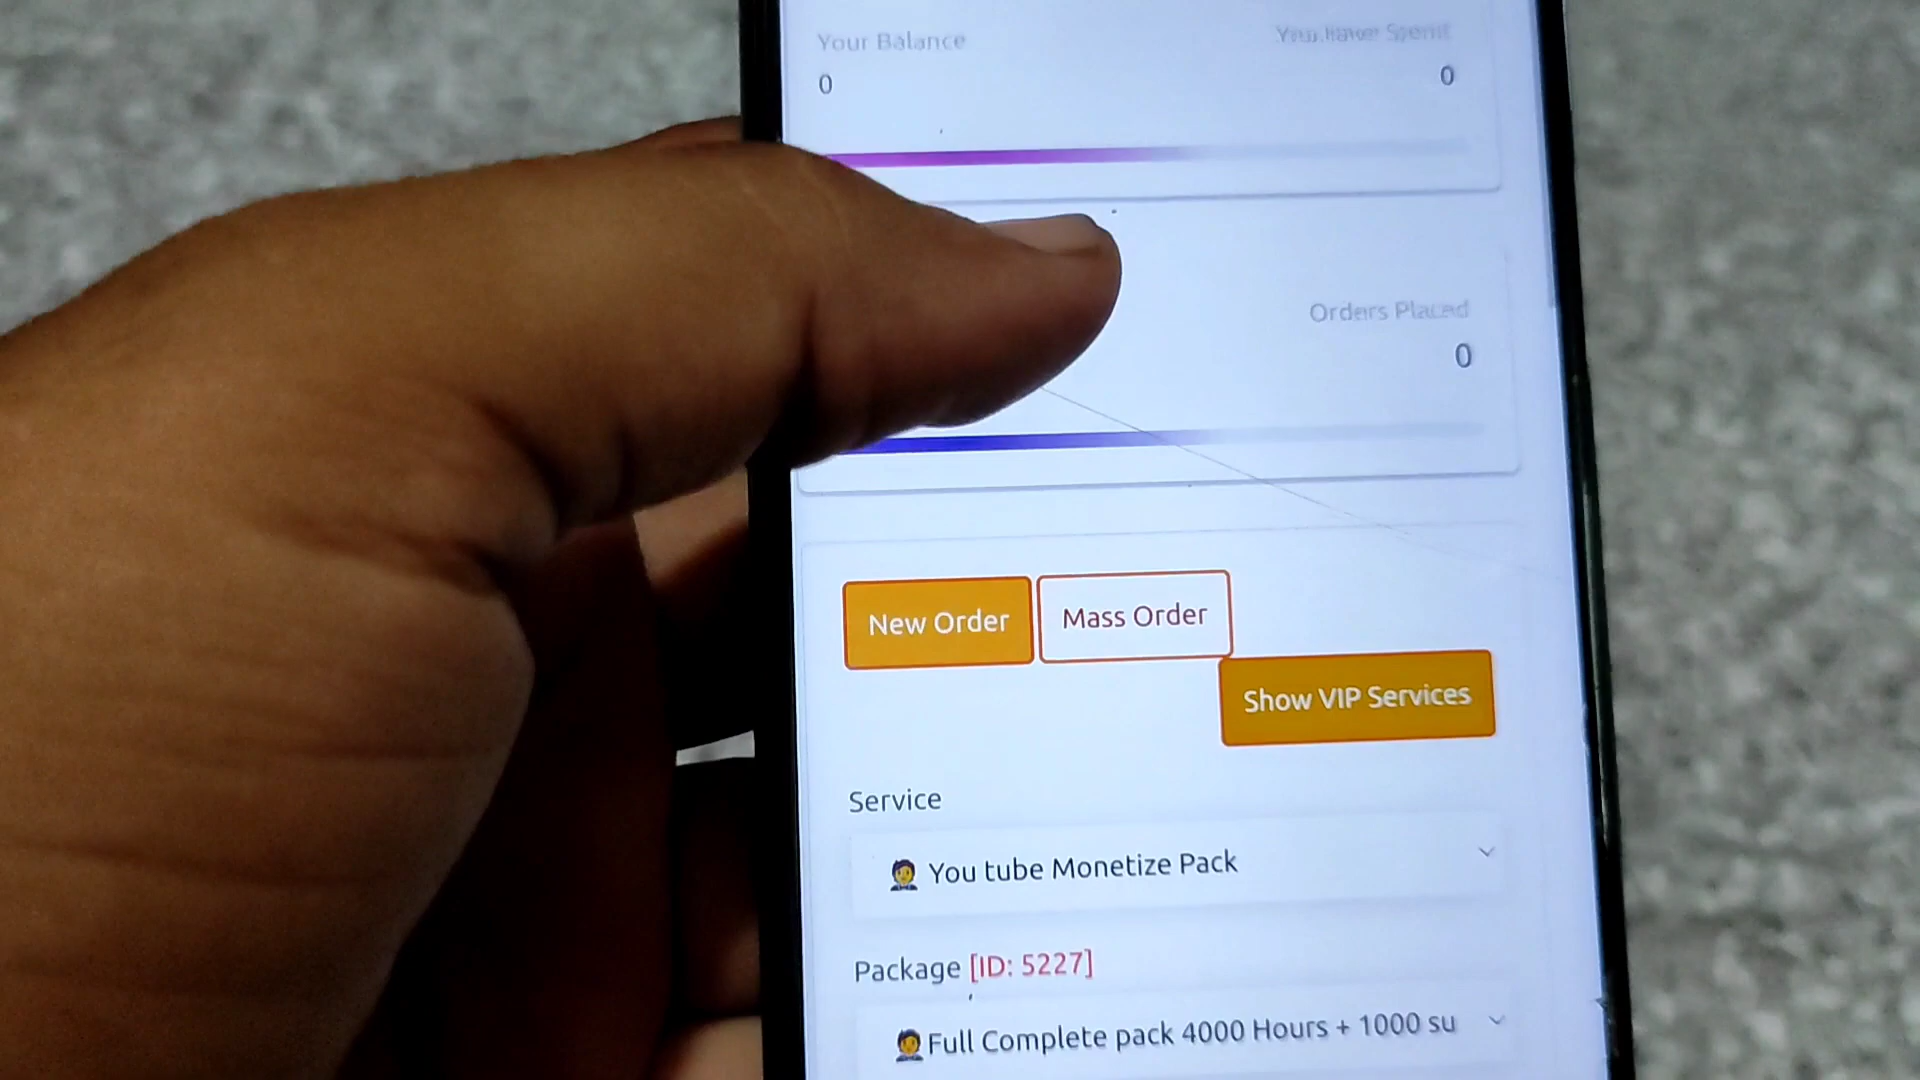 Your Balance
You have Spent
0
0
Orders Placed
0
New Order
Mass Order
Show VIP Services
Service
You tube Monetize Pack
Package [ID: 5227]
Full Complete pack 4000 Hours + 1000 su